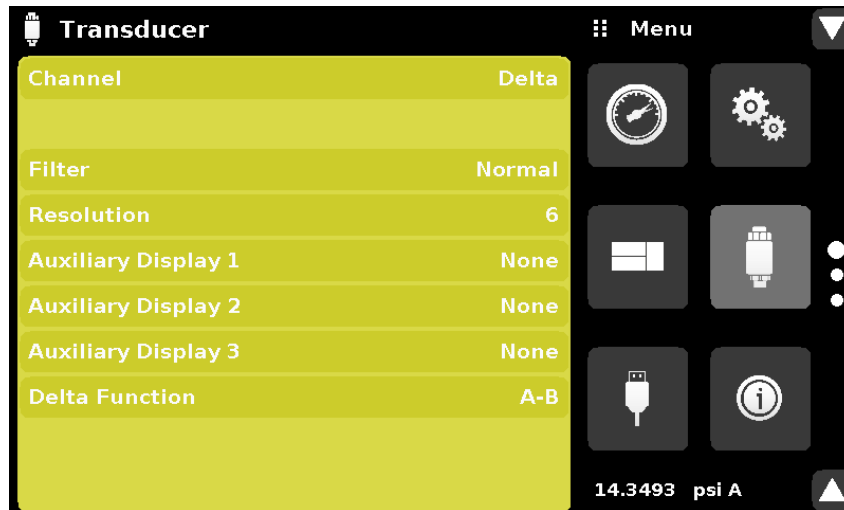 Transducer
Channel Delta
Filter Normal
Resolution 6
Auxiliary Display 1 None
Auxiliary Display 2 None
Auxiliary Display 3 None
Delta Function A-B
Menu
14.3493 psi A